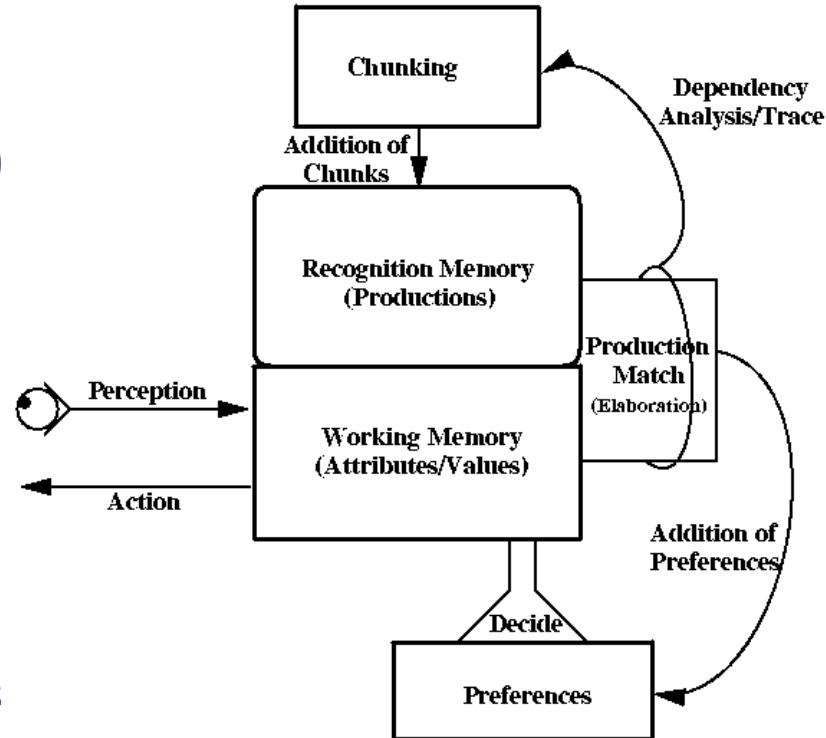 Chunking
Dependency
Analysis/Trace
Addition of
Chunks
Recognition Memory
(Productions)
Production
Match
(Elaboration)
Perception
Working Memory
(Attributes/Values)
Action
Addition of
Preferences
Decide
Preferences